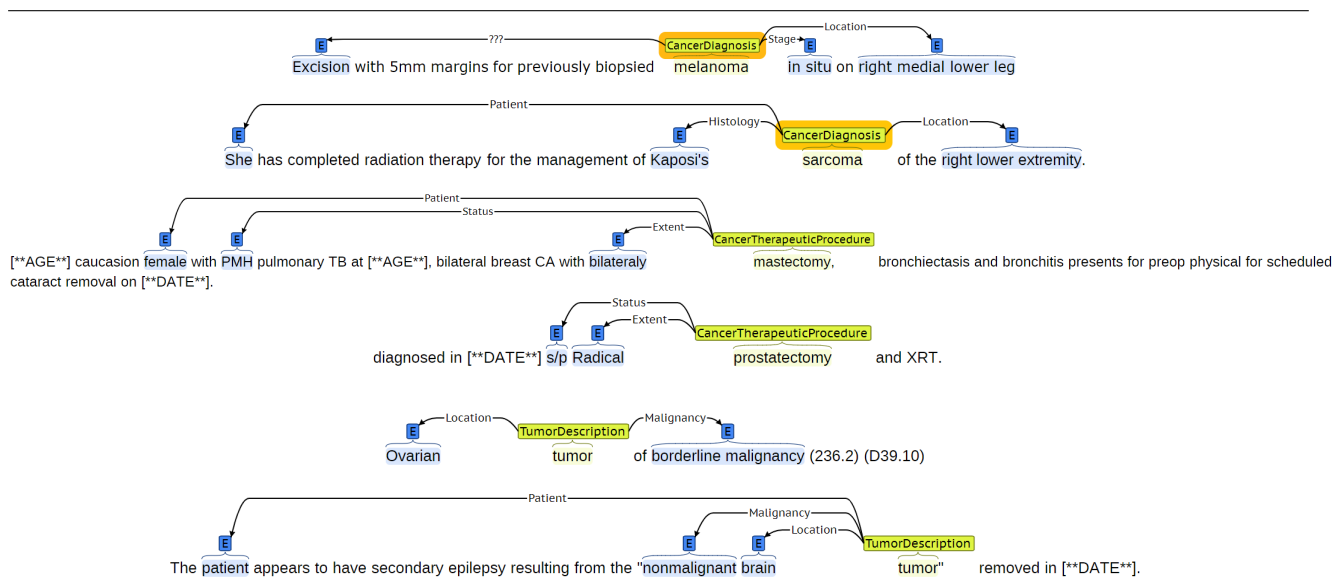 ??? Location
E CancerDiagnosis Stage E E
Excision with 5mm margins for previously biopsied melanoma in situ on right medial lower leg
Patient
Histology Location
E E CancerDiagnosis E
She has completed radiation therapy for the management of Kaposi's sarcoma of the right lower extremity.
Patient
Status
Extent
E E E CancerTherapeuticProcedure
[**AGE**] caucasion female with PMH pulmonary TB at [**AGE**], bilateral breast CA with bilateraly mastectomy, bronchiectasis and bronchitis presents for preop physical for scheduled
cataract removal on [**DATE**].
Status
Extent
E E CancerTherapeuticProcedure
diagnosed in [**DATE**] s/p Radical prostatectomy and XRT.
Location Malignancy
E TumorDescription E
Ovarian tumor of borderline malignancy (236.2) (D39.10)
Patient
Malignancy
Location
E E E TumorDescription
The patient appears to have secondary epilepsy resulting from the "nonmalignant brain tumor" removed in [**DATE**].